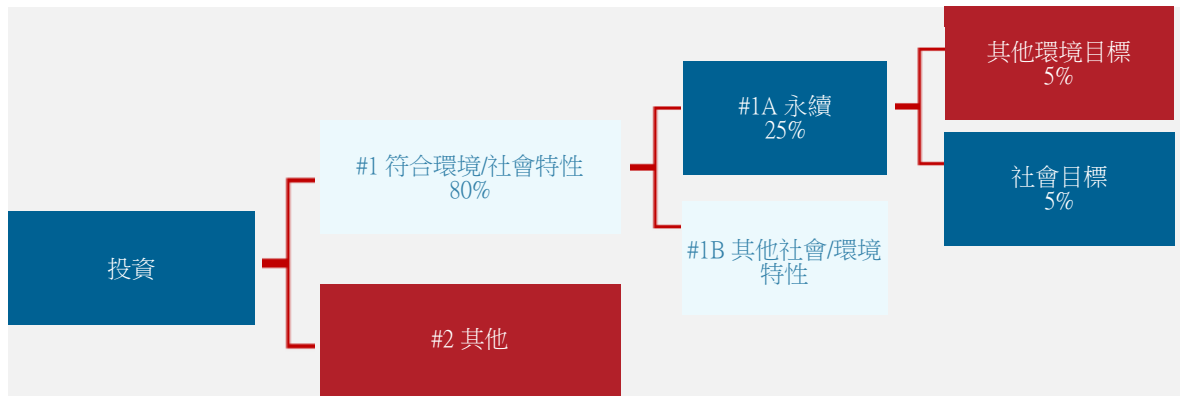 其他環境目標
5%
#1A 永續
25%
#1 符合環境/社會特性
80%
社會目標
5%
#1B 其他社會/環境
特性
投資
#2 其他